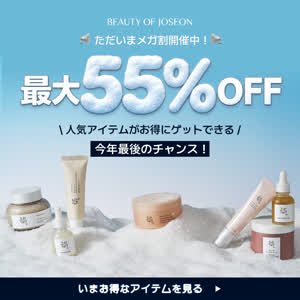 BEAUTY OF JOSEON
ただいまメガ割開催中！
最大55%OFF
\ 人気アイテムがお得にゲットできる /
今年最後のチャンス！
いまお得なアイテムを見る ▶